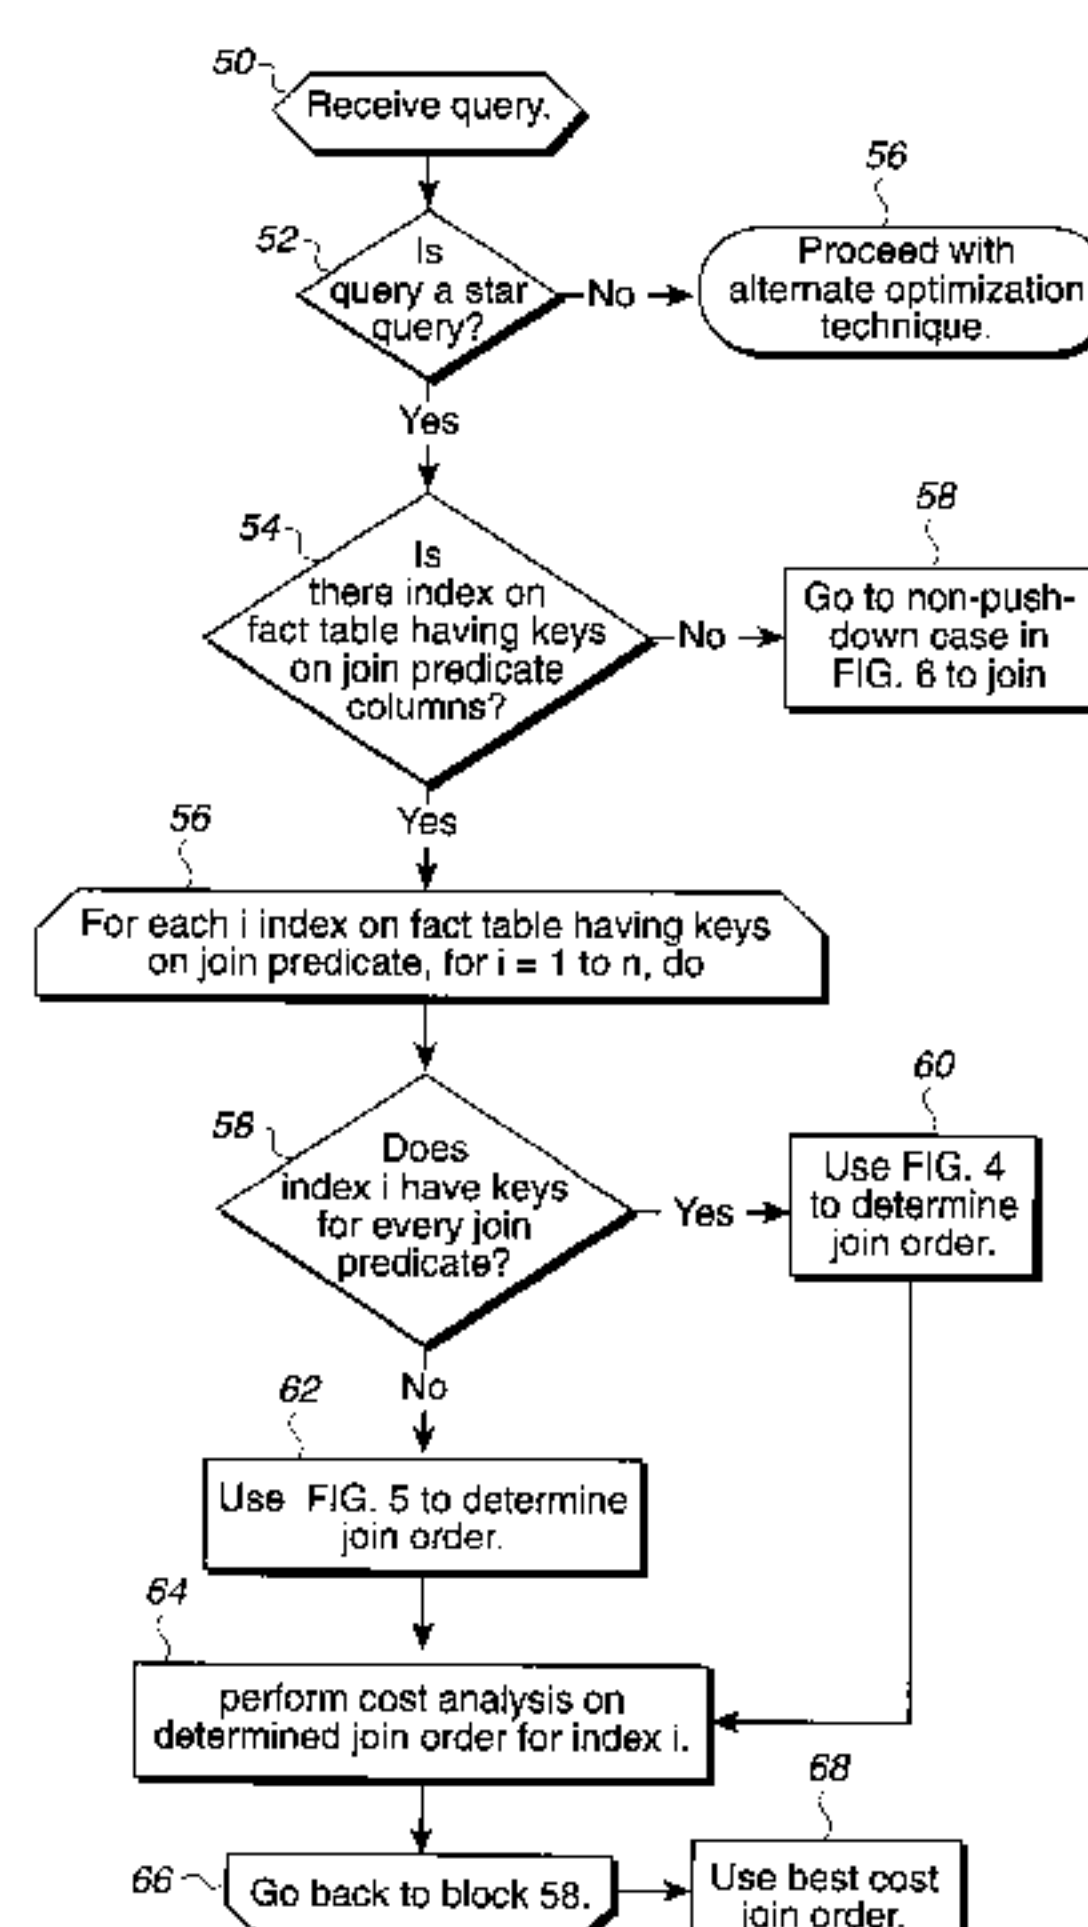 50
Receive query.
52
Is
query a star
query?
No
56
Proceed with
alternate optimization
technique.
Yes
54
Is
there index on
fact table having keys
on join predicate
columns?
No
58
Go to non-push-
down case in
FIG. 6 to join
Yes
56
For each i index on fact table having keys
on join predicate, for i = 1 to n, do
58
Does
index i have keys
for every join
predicate?
Yes
60
Use FIG. 4
to determine
join order.
No
62
Use FIG. 5 to determine
join order.
64
perform cost analysis on
determined join order for index i.
66
Go back to block 58.
68
Use best cost
join order.